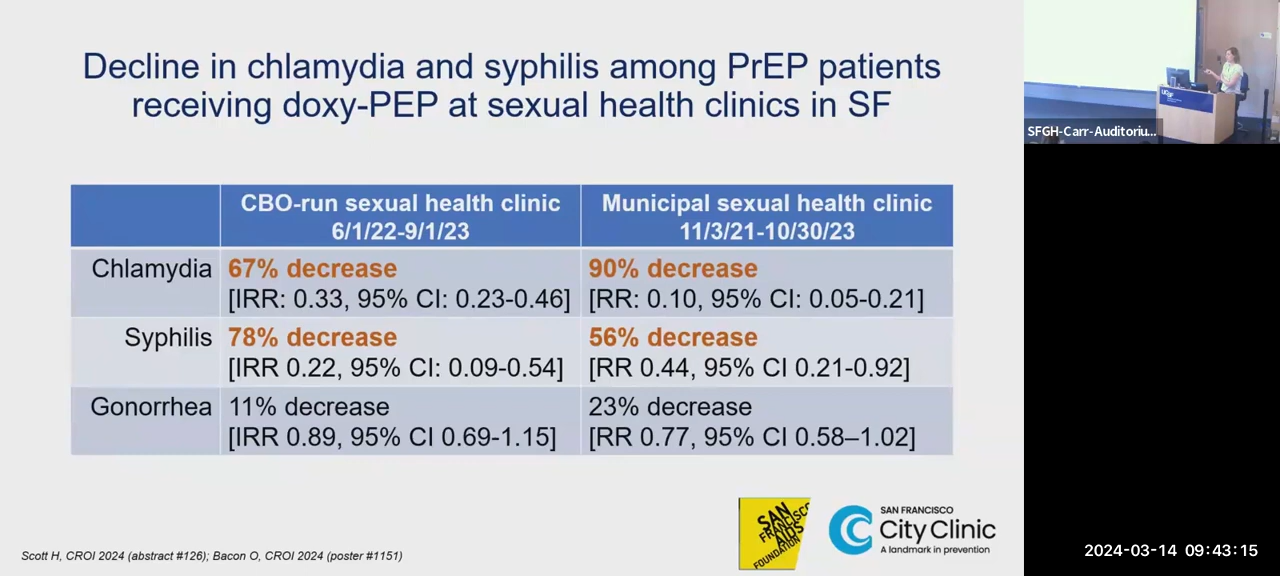 Decline in chlamydia and syphilis among PrEP patients
receiving doxy-PEP at sexual health clinics in SF
CBO-run sexual health clinic
6/1/22-9/1/23
Municipal sexual health clinic
11/3/21-10/30/23
Chlamydia
67% decrease
[IRR: 0.33, 95% CI: 0.23-0.46]
90% decrease
[RR: 0.10, 95% CI: 0.05-0.21]
Syphilis
78% decrease
[IRR 0.22, 95% CI: 0.09-0.54]
56% decrease
[RR 0.44, 95% CI 0.21-0.92]
Gonorrhea
11% decrease
[IRR 0.89, 95% CI 0.69-1.15]
23% decrease
[RR 0.77, 95% CI 0.58–1.02]
SAN
FRANCISCO
AIDS
FOUNDATION
SAN FRANCISCO
City Clinic
A landmark in prevention
Scott H, CROI 2024 (abstract #126); Bacon O, CROI 2024 (poster #1151)
UCSF
SFGH-Carr-Auditoriu...
2024-03-14 09:43:15